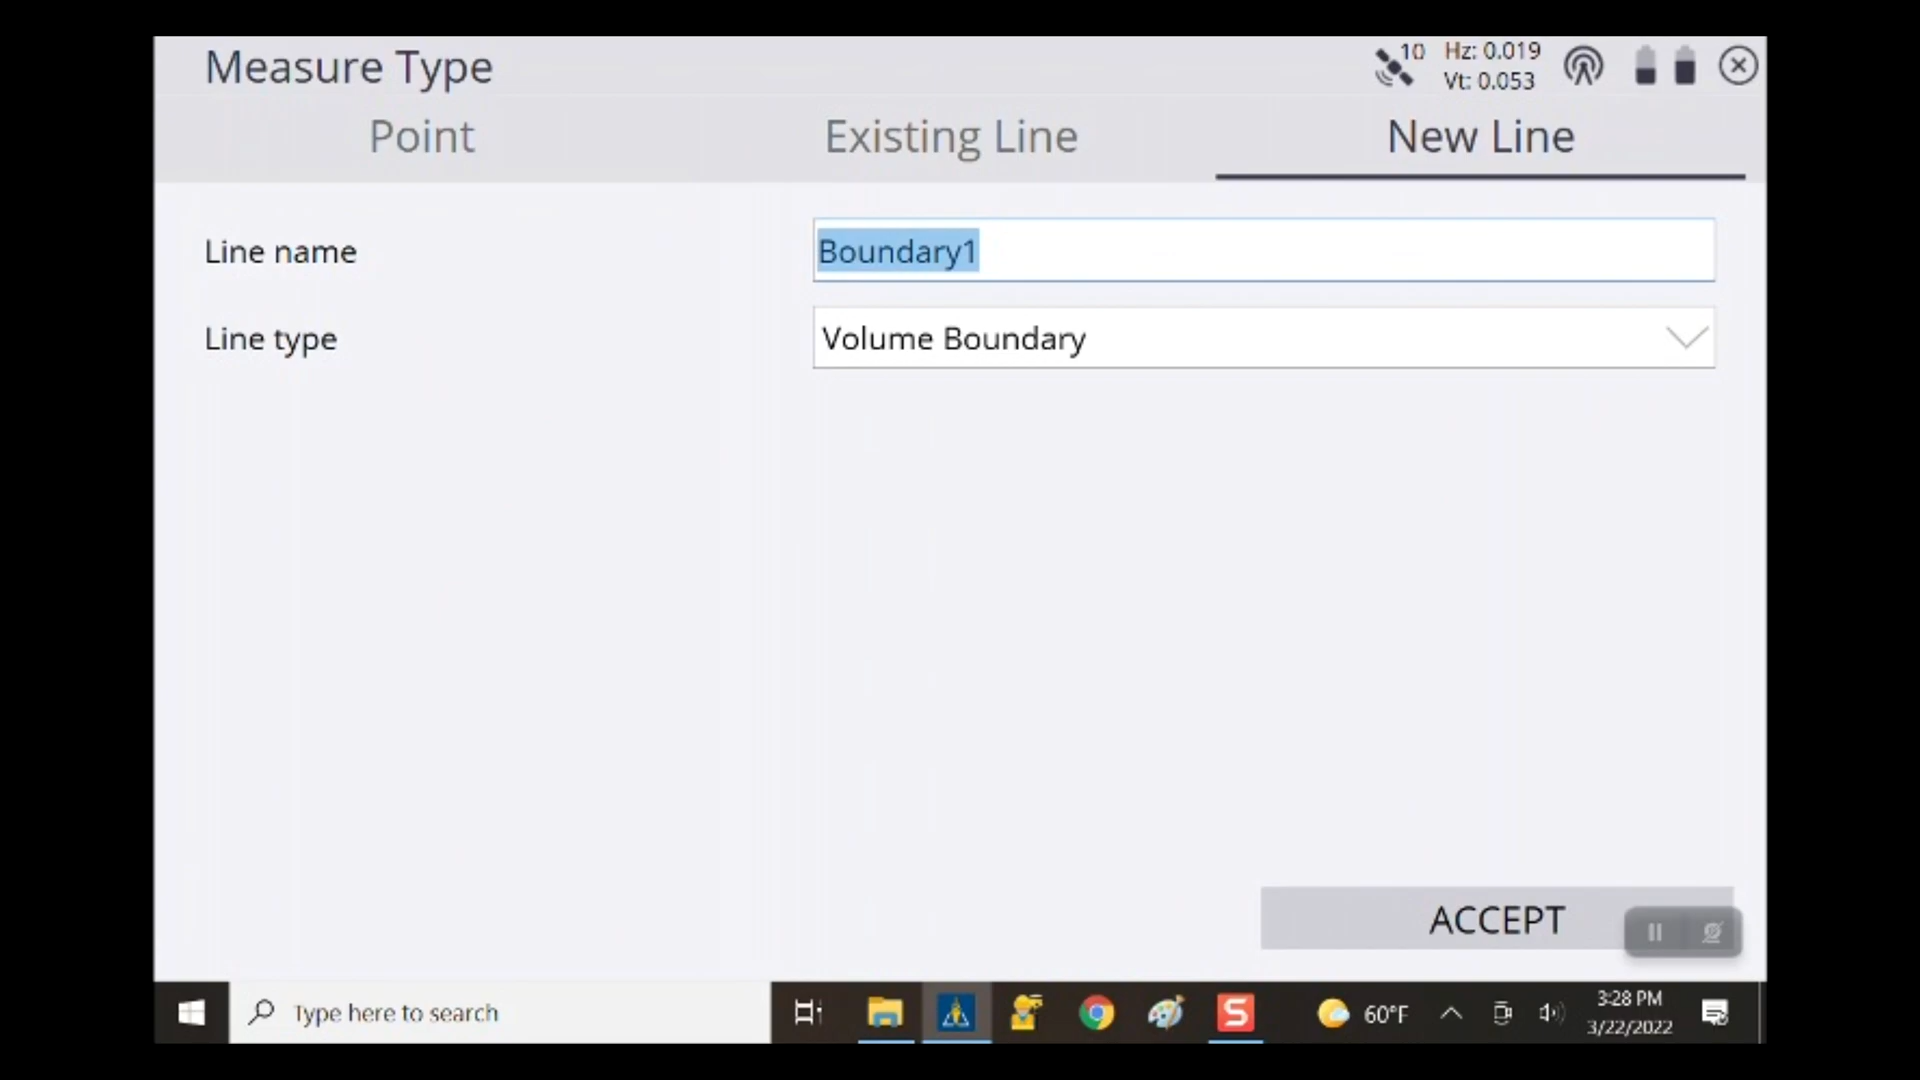 Measure Type
10
Hz: 0.019
Vt: 0.053
Point
Existing Line
New Line
Line name
Boundary1
Line type
Volume Boundary
ACCEPT
Type here to search
S
60°F
3:28 PM
3/22/2022